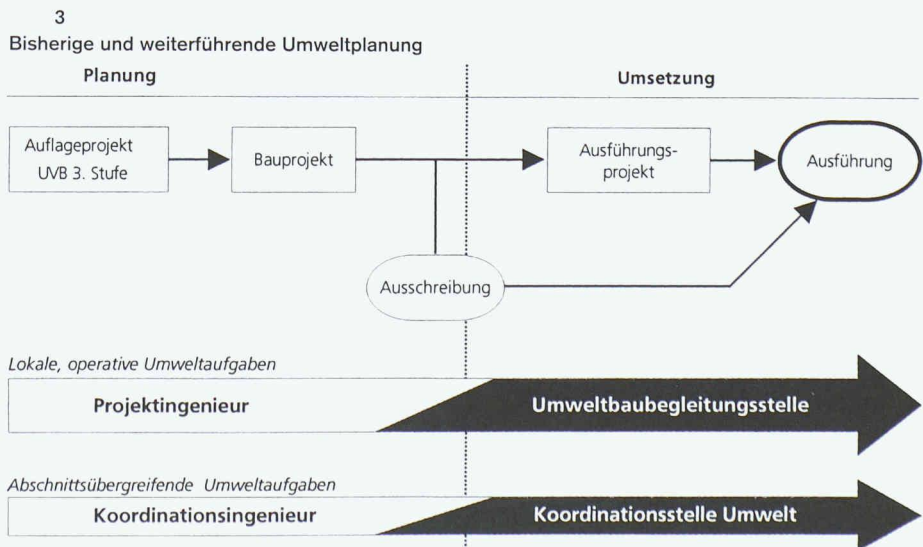 3
Bisherige und weiterführende Umweltplanung
Planung
Umsetzung
Auflageprojekt
UVB 3. Stufe
Bauprojekt
Ausführungs-
projekt
Ausführung
Ausschreibung
Lokale, operative Umweltaufgaben
Projektingenieur
Umweltbaubegleitungsstelle
Abschnittsübergreifende Umweltaufgaben
Koordinationsingenieur
Koordinationsstelle Umwelt